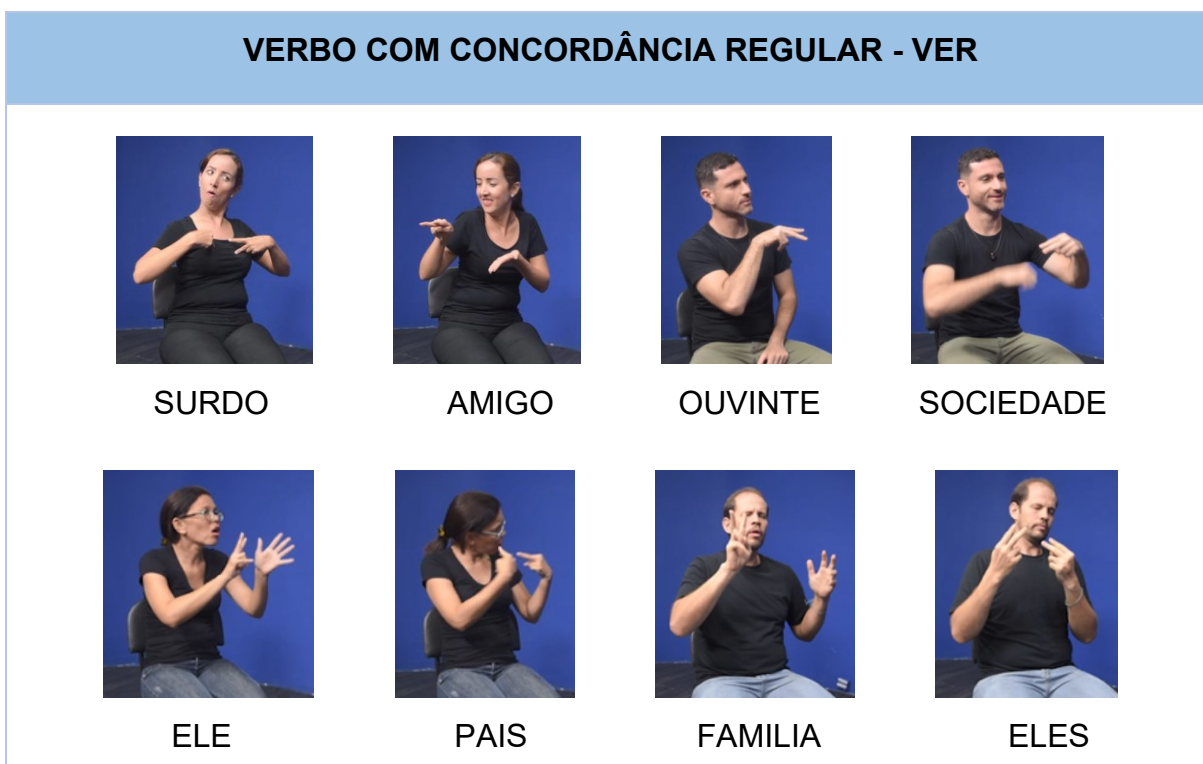 VERBO COM CONCORDÂNCIA REGULAR - VER
SURDO AMIGO OUVINTE SOCIEDADE
ELE PAIS FAMILIA ELES